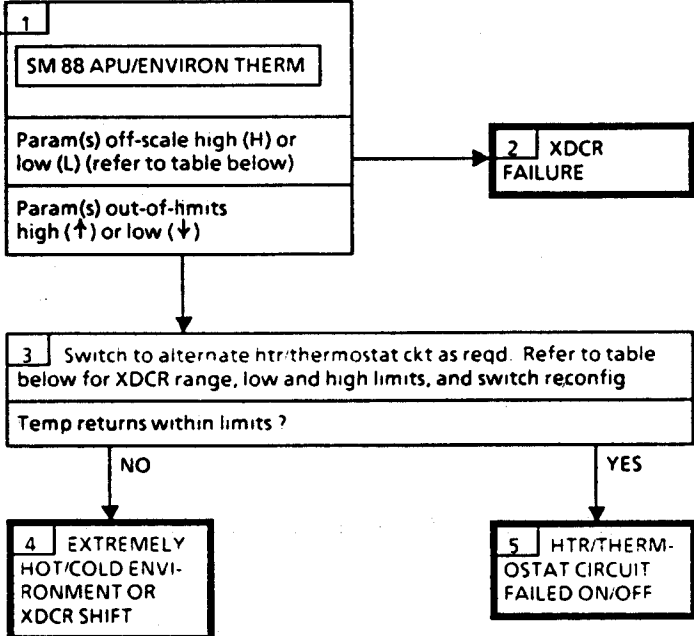 1
SM 88 APU/ENVIRON THERM
Param(s) off-scale high (H) or
low (L) (refer to table below)
Param(s) out-of-limits
high (↑) or low (↓)
2 XDCR
FAILURE
3 Switch to alternate htr/thermostat ckt as reqd. Refer to table
below for XDCR range, low and high limits, and switch reconfig
Temp returns within limits ?
NO
YES
4 EXTREMELY
HOT/COLD ENVI-
RONMENT OR
XDCR SHIFT
5 HTR/THERM-
OSTAT CIRCUIT
FAILED ON/OFF